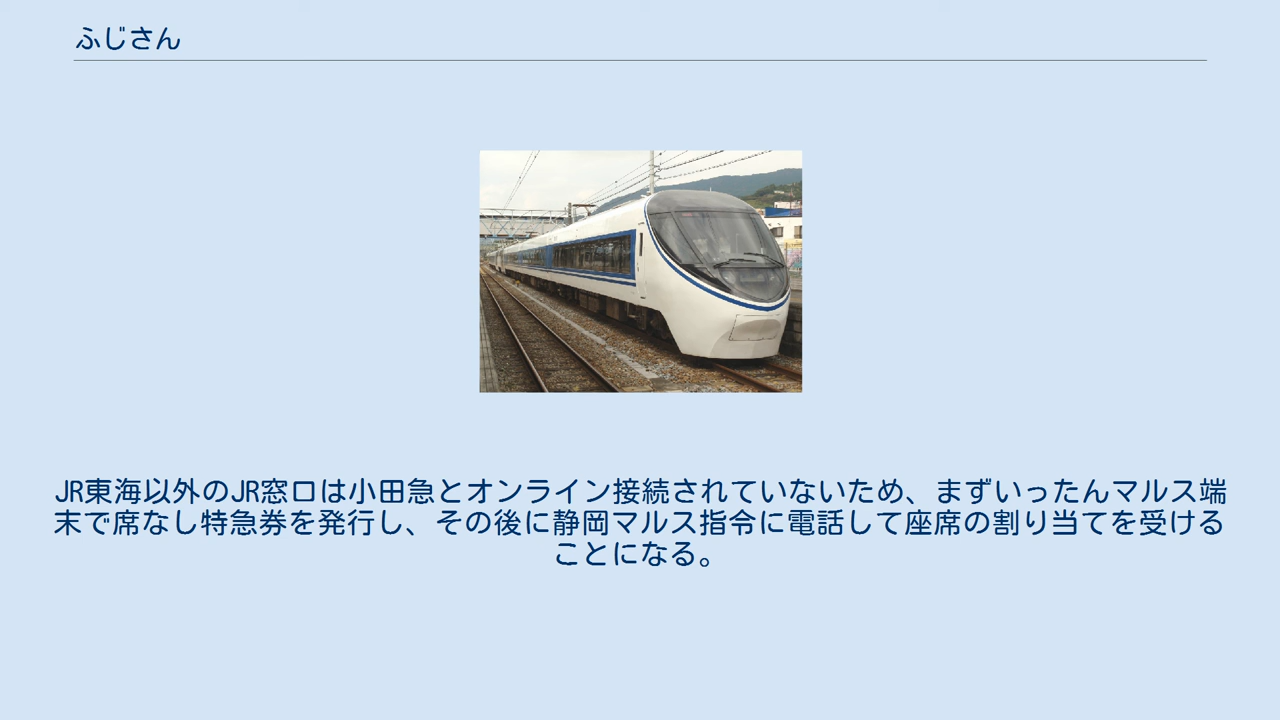 ふじさん
JR東海以外のJR窓口は小田急とオンライン接続されていないため、まずいったんマルス端
末で席なし特急券を発行し、その後に静岡マルス指令に電話して座席の割り当てを受ける
ことになる。